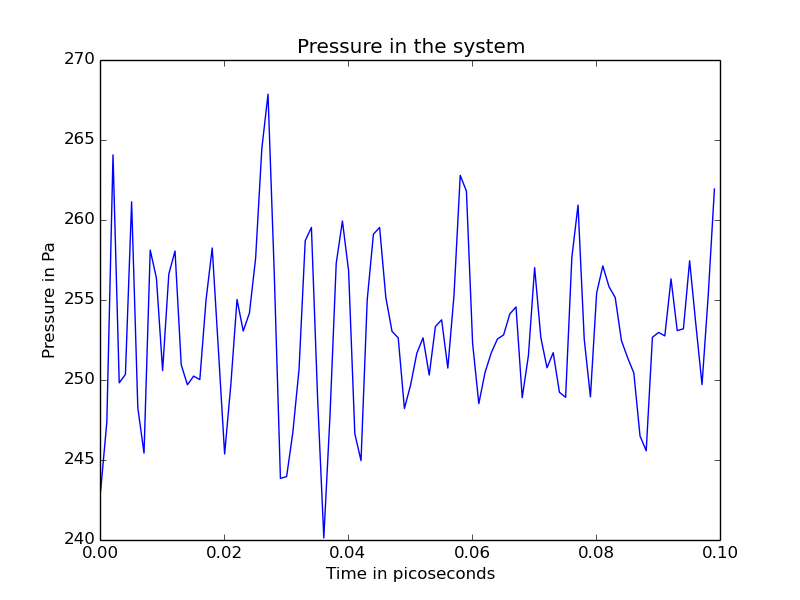 Pressure in the system
270
265
260
255
250
245
240
Pressure in Pa
0.00 0.02 0.04 0.06 0.08 0.10
Time in picoseconds